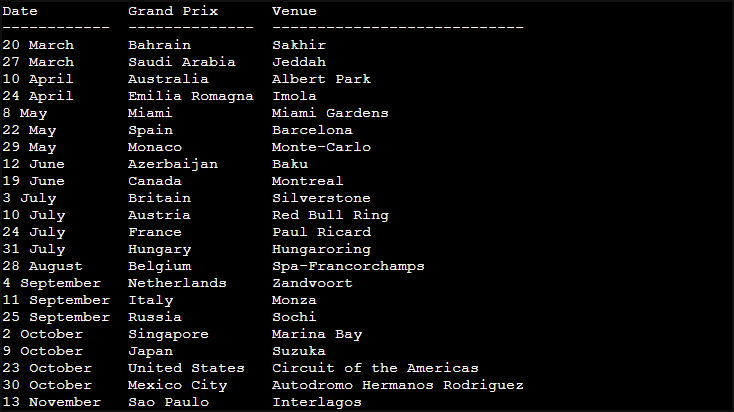 Date          Grand Prix      Venue
------------  --------------  ----------------------------
20 March      Bahrain         Sakhir
27 March      Saudi Arabia    Jeddah
10 April      Australia       Albert Park
24 April      Emilia Romagna  Imola
8 May         Miami           Miami Gardens
22 May        Spain           Barcelona
29 May        Monaco          Monte-Carlo
12 June       Azerbaijan      Baku
19 June       Canada          Montreal
3 July        Britain         Silverstone
10 July       Austria         Red Bull Ring
24 July       France          Paul Ricard
31 July       Hungary         Hungaroring
28 August     Belgium         Spa-Francorchamps
4 September   Netherlands     Zandvoort
11 September  Italy           Monza
25 September  Russia          Sochi
2 October     Singapore       Marina Bay
9 October     Japan           Suzuka
23 October    United States   Circuit of the Americas
30 October    Mexico City     Autodromo Hermanos Rodriguez
13 November   Sao Paulo       Interlagos